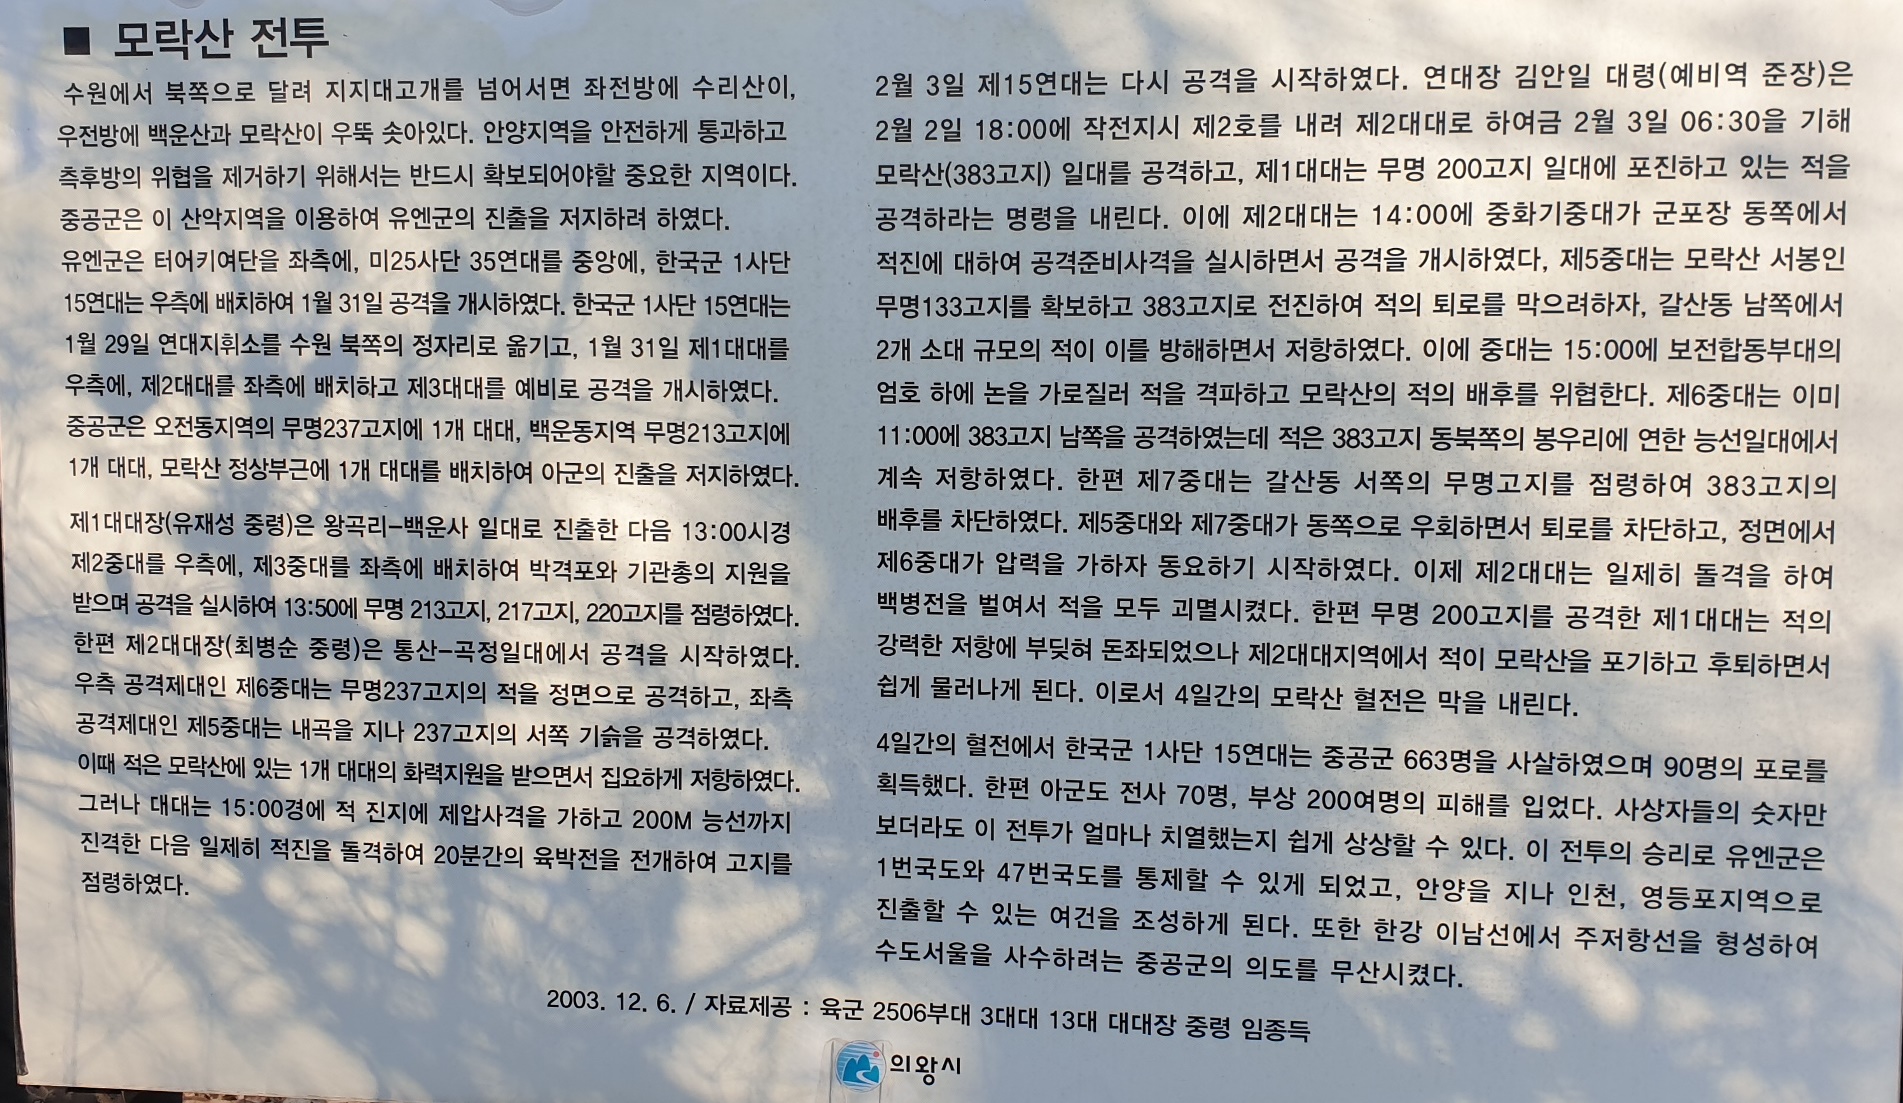 ■ 모락산 전투
수원에서 북쪽으로 달려 지지대고개를 넘어서면 좌전방에 수리산이,
우전방에 백운산과 모락산이 우뚝 솟아있다. 안양지역을 안전하게 통과하고
측후방의 위협을 제거하기 위해서는 반드시 확보되어야할 중요한 지역이다.
중공군은 이 산악지역을 이용하여 유엔군의 진출을 저지하려 하였다.
유엔군은 터어키여단을 좌측에, 미25사단 35연대를 중앙에, 한국군 1사단
15연대는 우측에 배치하여 1월 31일 공격을 개시하였다. 한국군 1사단 15연대는
1월 29일 연대지휘소를 수원 북쪽의 정자리로 옮기고, 1월 31일 제1대대를
우측에, 제2대대를 좌측에 배치하고 제3대대를 예비로 공격을 개시하였다.
중공군은 오전동지역의 무명237고지에 1개 대대, 백운동지역 무명213고지에
1개 대대, 모락산 정상부근에 1개 대대를 배치하여 아군의 진출을 저지하였다.
제1대대장(유재성 중령)은 왕곡리-백운사 일대로 진출한 다음 13:00시경
제2중대를 우측에, 제3중대를 좌측에 배치하여 박격포와 기관총의 지원을
받으며 공격을 실시하여 13:50에 무명 213고지, 217고지, 220고지를 점령하였다.
한편 제2대대장(최병순 중령)은 통산-곡정일대에서 공격을 시작하였다.
우측 공격제대인 제6중대는 무명237고지의 적을 정면으로 공격하고, 좌측
공격제대인 제5중대는 내곡을 지나 237고지의 서쪽 기슭을 공격하였다.
이때 적은 모락산에 있는 1개 대대의 화력지원을 받으면서 집요하게 저항하였다.
그러나 대대는 15:00경에 적 진지에 제압사격을 가하고 200M 능선까지
진격한 다음 일제히 적진을 돌격하여 20분간의 육박전을 전개하여 고지를
점령하였다.
2월 3일 제15연대는 다시 공격을 시작하였다. 연대장 김안일 대령(예비역 준장)은
2월 2일 18:00에 작전지시 제2호를 내려 제2대대로 하여금 2월 3일 06:30을 기해
모락산(383고지) 일대를 공격하고, 제1대대는 무명 200고지 일대에 포진하고 있는 적을
공격하라는 명령을 내린다. 이에 제2대대는 14:00에 중화기중대가 군포장 동쪽에서
적진에 대하여 공격준비사격을 실시하면서 공격을 개시하였다, 제5중대는 모락산 서봉인
무명133고지를 확보하고 383고지로 전진하여 적의 퇴로를 막으려하자, 갈산동 남쪽에서
2개 소대 규모의 적이 이를 방해하면서 저항하였다. 이에 중대는 15:00에 보전합동부대의
엄호 하에 논을 가로질러 적을 격파하고 모락산의 적의 배후를 위협한다. 제6중대는 이미
11:00에 383고지 남쪽을 공격하였는데 적은 383고지 동북쪽의 봉우리에 연한 능선일대에서
계속 저항하였다. 한편 제7중대는 갈산동 서쪽의 무명고지를 점령하여 383고지의
배후를 차단하였다. 제5중대와 제7중대가 동쪽으로 우회하면서 퇴로를 차단하고, 정면에서
제6중대가 압력을 가하자 동요하기 시작하였다. 이제 제2대대는 일제히 돌격을 하여
백병전을 벌여서 적을 모두 괴멸시켰다. 한편 무명 200고지를 공격한 제1대대는 적의
강력한 저항에 부딪혀 돈좌되었으나 제2대대지역에서 적이 모락산을 포기하고 후퇴하면서
쉽게 물러나게 된다. 이로서 4일간의 모락산 혈전은 막을 내린다.
4일간의 혈전에서 한국군 1사단 15연대는 중공군 663명을 사살하였으며 90명의 포로를
획득했다. 한편 아군도 전사 70명, 부상 200여명의 피해를 입었다. 사상자들의 숫자만
보더라도 이 전투가 얼마나 치열했는지 쉽게 상상할 수 있다. 이 전투의 승리로 유엔군은
1번국도와 47번국도를 통제할 수 있게 되었고, 안양을 지나 인천, 영등포지역으로
진출할 수 있는 여건을 조성하게 된다. 또한 한강 이남선에서 주저항선을 형성하여
수도서울을 사수하려는 중공군의 의도를 무산시켰다.
2003. 12. 6. / 자료제공 : 육군 2506부대 3대대 13대 대대장 중령 임종득
의왕시